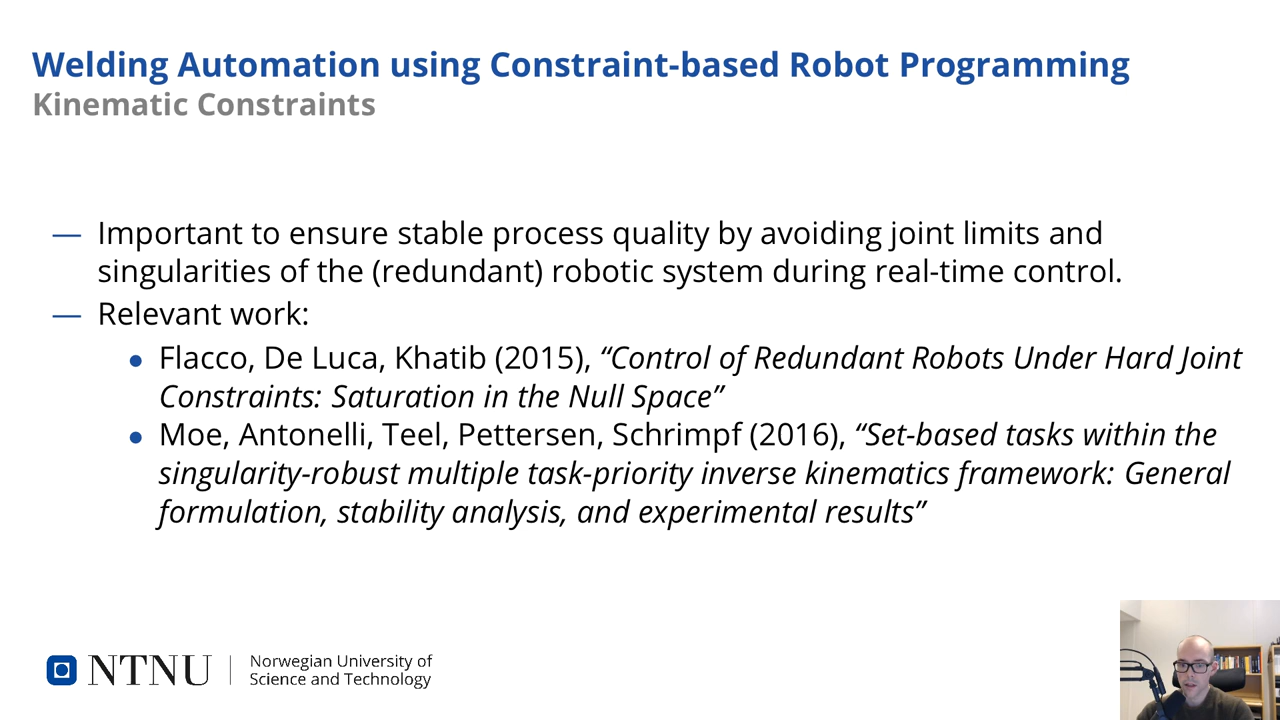 Welding Automation using Constraint-based Robot Programming
Kinematic Constraints
— Important to ensure stable process quality by avoiding joint limits and
singularities of the (redundant) robotic system during real-time control.
— Relevant work:
• Flacco, De Luca, Khatib (2015), “Control of Redundant Robots Under Hard Joint
Constraints: Saturation in the Null Space”
• Moe, Antonelli, Teel, Pettersen, Schrimpf (2016), “Set-based tasks within the
singularity-robust multiple task-priority inverse kinematics framework: General
formulation, stability analysis, and experimental results”
NTNU
Norwegian University of
Science and Technology